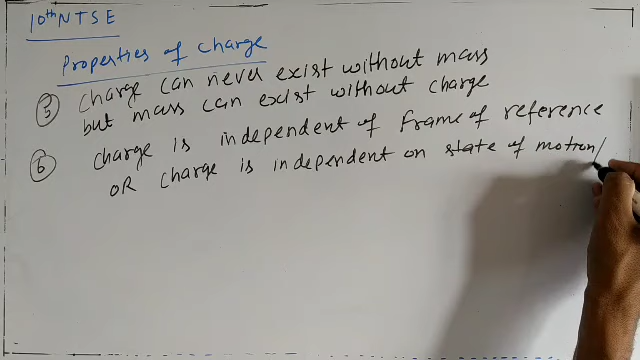 10th NTSE
Properties of charge
5 charge can never exist without mass
but mass can exist without charge
6 charge is independent of Frame of reference
OR charge is independent on state of motion/